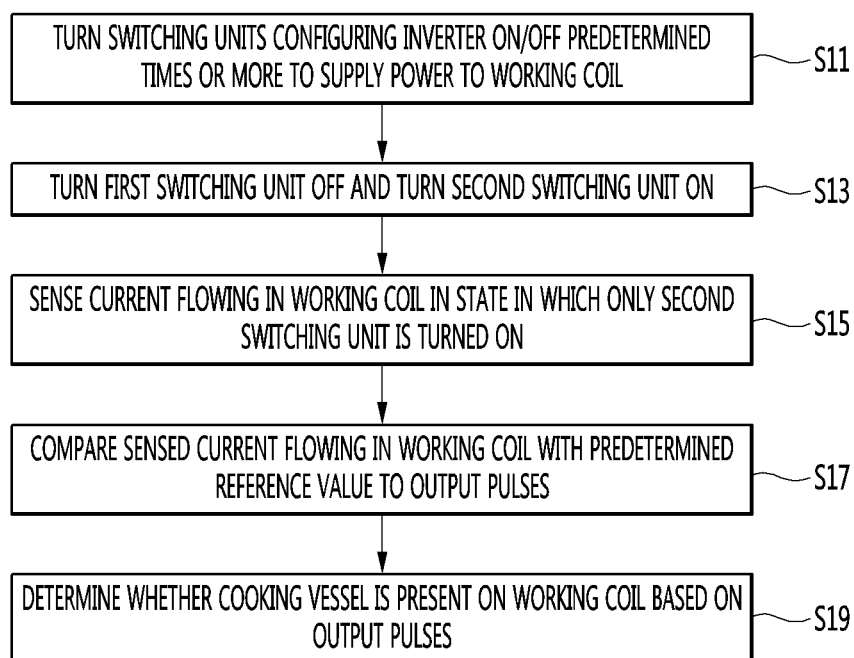 TURN SWITCHING UNITS CONFIGURING INVERTER ON/OFF PREDETERMINED
TIMES OR MORE TO SUPPLY POWER TO WORKING COIL
S11
TURN FIRST SWITCHING UNIT OFF AND TURN SECOND SWITCHING UNIT ON
S13
SENSE CURRENT FLOWING IN WORKING COIL IN STATE IN WHICH ONLY SECOND
SWITCHING UNIT IS TURNED ON
S15
COMPARE SENSED CURRENT FLOWING IN WORKING COIL WITH PREDETERMINED
REFERENCE VALUE TO OUTPUT PULSES
S17
DETERMINE WHETHER COOKING VESSEL IS PRESENT ON WORKING COIL BASED ON
OUTPUT PULSES
S19